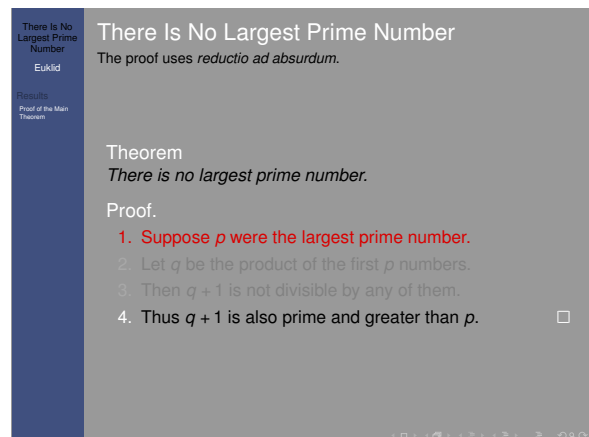 There Is No
Largest Prime
Number
Euklid
Results
Proof of the Main
Theorem
There Is No Largest Prime Number
The proof uses reductio ad absurdum.
Theorem
There is no largest prime number.
Proof.
1. Suppose p were the largest prime number.
2. Let q be the product of the first p numbers.
3. Then q + 1 is not divisible by any of them.
4. Thus q + 1 is also prime and greater than p.